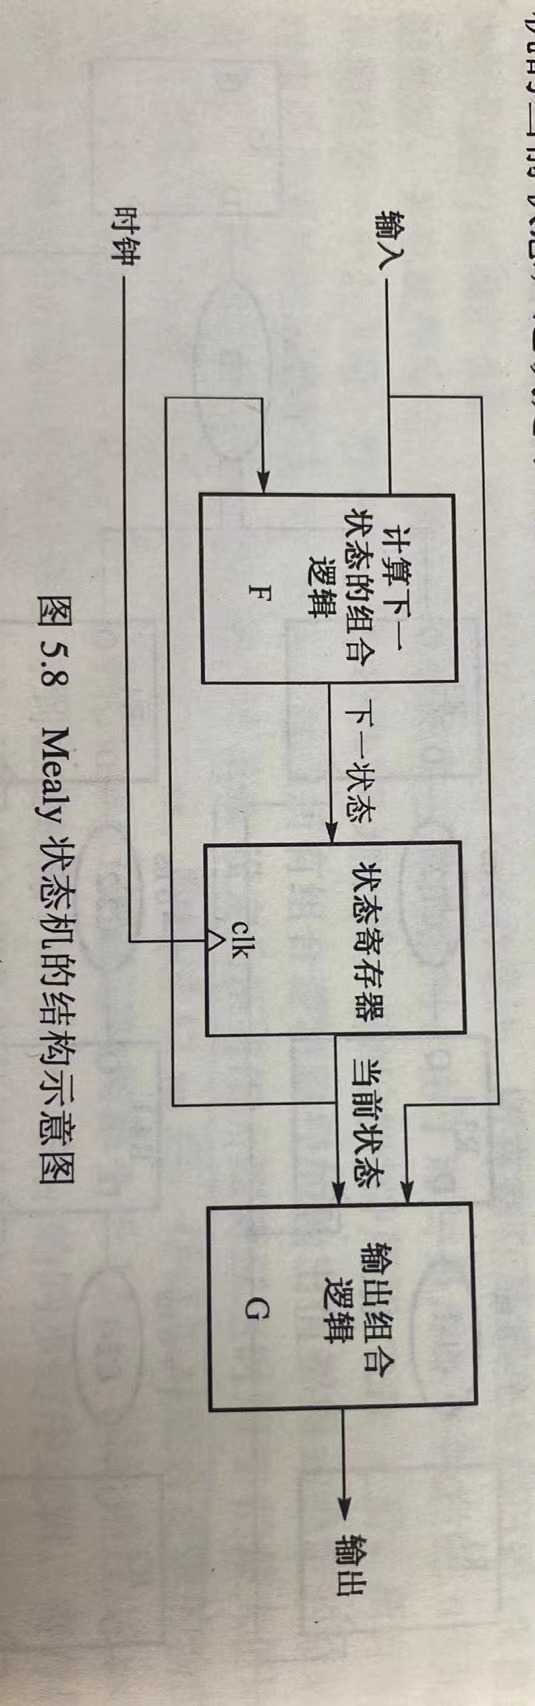 输入
时钟
计算下一
状态的组合
逻辑
F
下一状态
状态寄存器
clk
当前状态
输出组合
逻辑
G
输出
图 5.8 Mealy 状态机的结构示意图